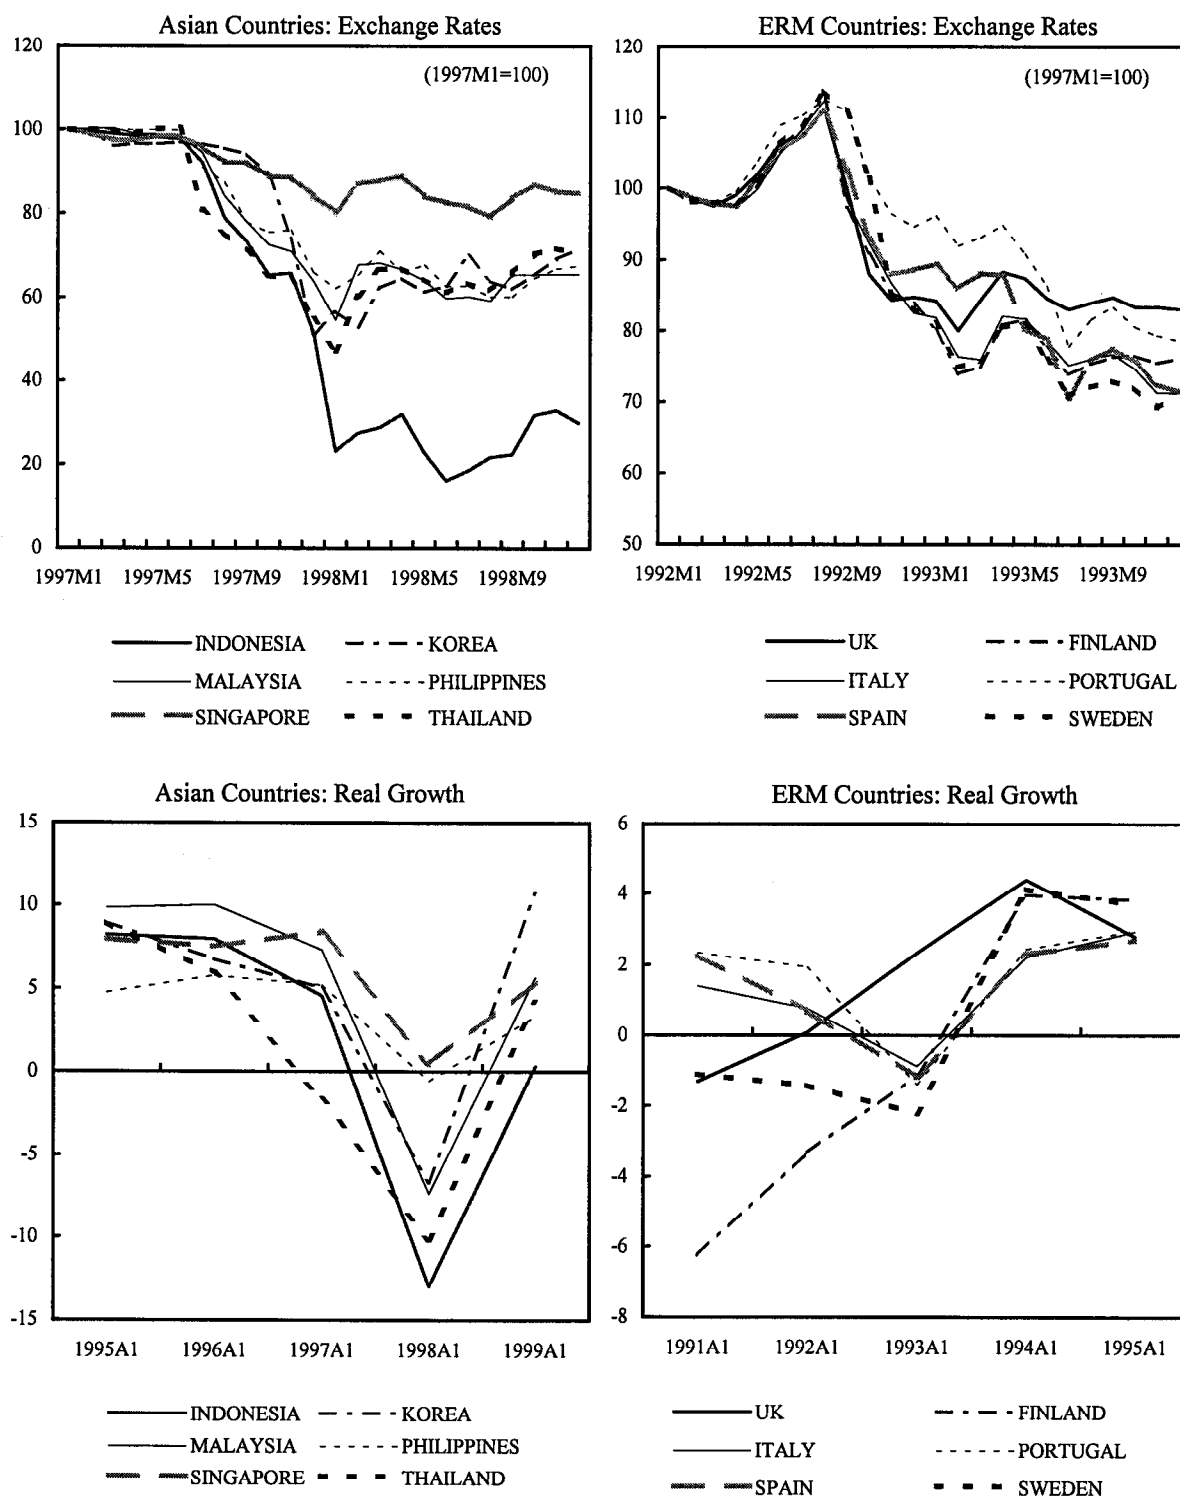 Asian Countries: Exchange Rates
120
(1997M1=100)
100
80
60
40
20
0
1997M1 1997M5 1997M9 1998M1 1998M5 1998M9
INDONESIA KOREA
MALAYSIA PHILIPPINES
SINGAPORE THAILAND
ERM Countries: Exchange Rates
120
(1997M1=100)
110
100
90
80
70
60
50
1992M1 1992M5 1992M9 1993M1 1993M5 1993M9
UK FINLAND
ITALY PORTUGAL
SPAIN SWEDEN
Asian Countries: Real Growth
15
10
5
0
-5
-10
-15
1995A1 1996A1 1997A1 1998A1 1999A1
INDONESIA KOREA
MALAYSIA PHILIPPINES
SINGAPORE THAILAND
ERM Countries: Real Growth
6
4
2
0
-2
-4
-6
-8
1991A1 1992A1 1993A1 1994A1 1995A1
UK FINLAND
ITALY PORTUGAL
SPAIN SWEDEN